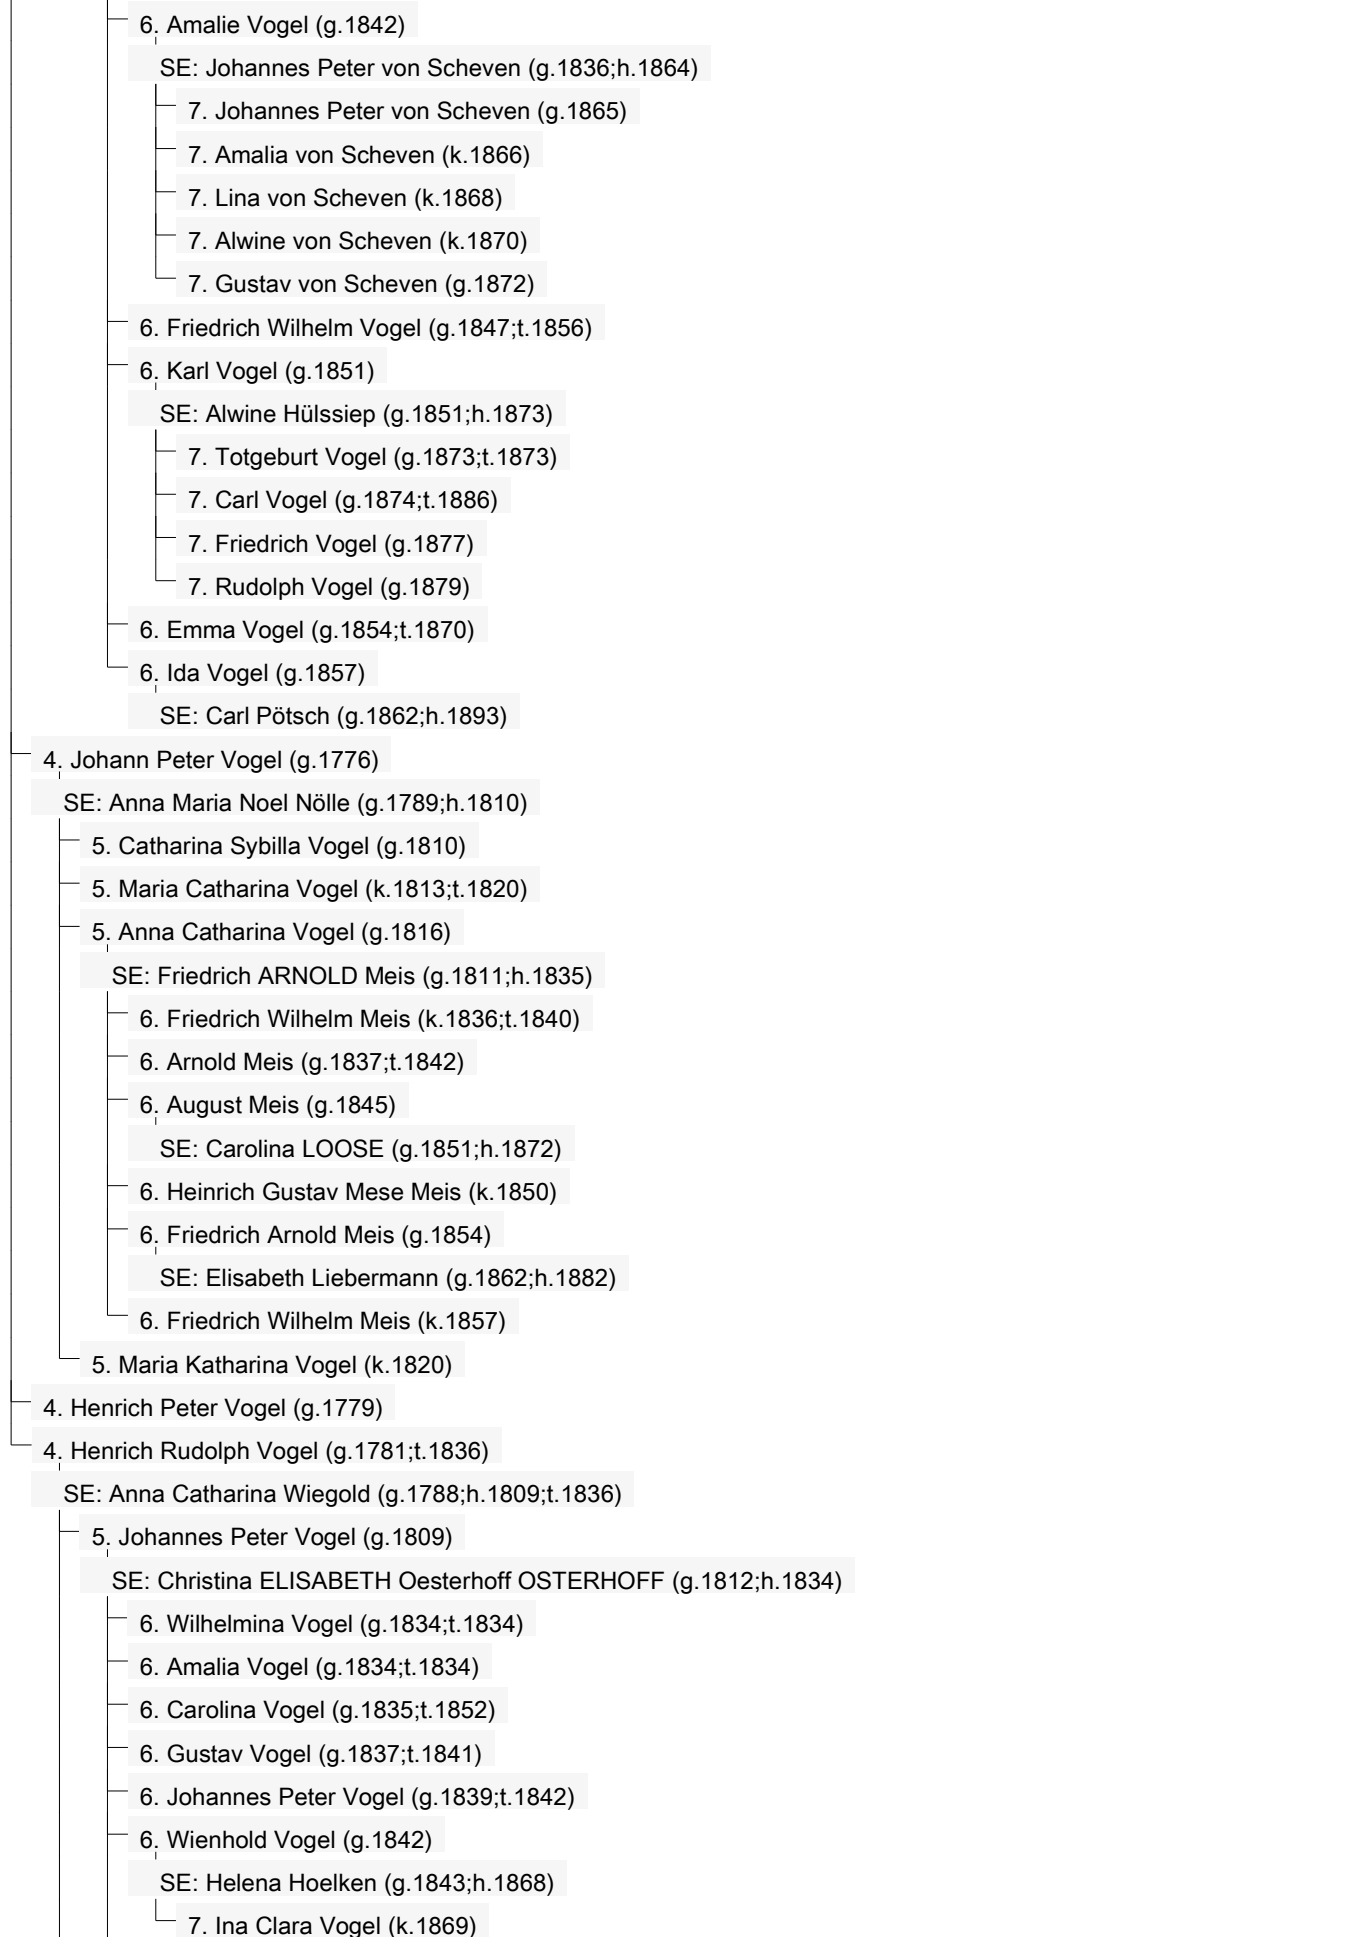 6. Amalie Vogel (g.1842)
SE: Johannes Peter von Scheven (g.1836;h.1864)
7. Johannes Peter von Scheven (g.1865)
7. Amalia von Scheven (k.1866)
7. Lina von Scheven (k.1868)
7. Alwine von Scheven (k.1870)
7. Gustav von Scheven (g.1872)
6. Friedrich Wilhelm Vogel (g.1847;t.1856)
6. Karl Vogel (g.1851)
SE: Alwine Hülssiep (g.1851;h.1873)
7. Totgeburt Vogel (g.1873;t.1873)
7. Carl Vogel (g.1874;t.1886)
7. Friedrich Vogel (g.1877)
7. Rudolph Vogel (g.1879)
6. Emma Vogel (g.1854;t.1870)
6. Ida Vogel (g.1857)
SE: Carl Pötsch (g.1862;h.1893)
4. Johann Peter Vogel (g.1776)
SE: Anna Maria Noel Nölle (g.1789;h.1810)
5. Catharina Sybilla Vogel (g.1810)
5. Maria Catharina Vogel (k.1813;t.1820)
5. Anna Catharina Vogel (g.1816)
SE: Friedrich ARNOLD Meis (g.1811;h.1835)
6. Friedrich Wilhelm Meis (k.1836;t.1840)
6. Arnold Meis (g.1837;t.1842)
6. August Meis (g.1845)
SE: Carolina LOOSE (g.1851;h.1872)
6. Heinrich Gustav Mese Meis (k.1850)
6. Friedrich Arnold Meis (g.1854)
SE: Elisabeth Liebermann (g.1862;h.1882)
6. Friedrich Wilhelm Meis (k.1857)
5. Maria Katharina Vogel (k.1820)
4. Henrich Peter Vogel (g.1779)
4. Henrich Rudolph Vogel (g.1781;t.1836)
SE: Anna Catharina Wiegold (g.1788;h.1809;t.1836)
5. Johannes Peter Vogel (g.1809)
SE: Christina ELISABETH Oesterhoff OSTERHOFF (g.1812;h.1834)
6. Wilhelmina Vogel (g.1834;t.1834)
6. Amalia Vogel (g.1834;t.1834)
6. Carolina Vogel (g.1835;t.1852)
6. Gustav Vogel (g.1837;t.1841)
6. Johannes Peter Vogel (g.1839;t.1842)
6. Wienhold Vogel (g.1842)
SE: Helena Hoelken (g.1843;h.1868)
7. Ina Clara Vogel (k.1869)